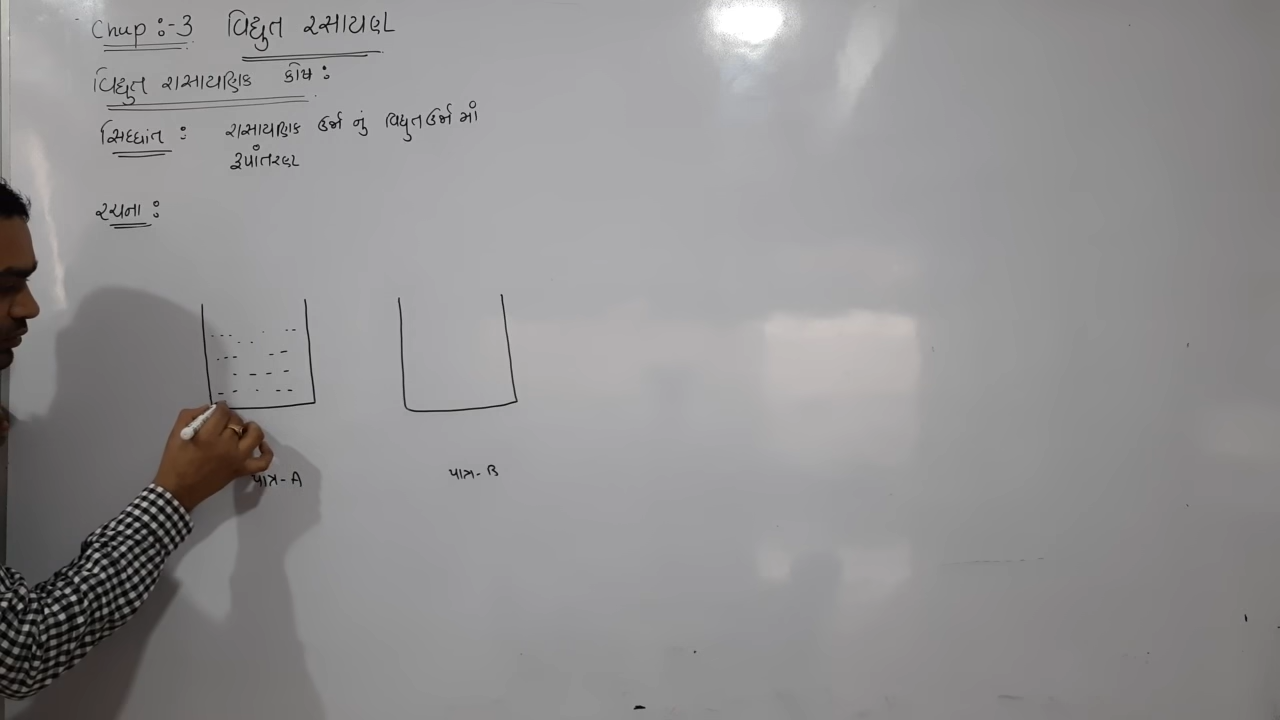 Chap :-3 વિદ્યુત રસાયણ
વિદ્યુત રાસાયણિક કોષ :
સિદ્ધાંત : રાસાયણિક ઉર્જા નું વિદ્યુતઉર્જા માં
રૂપાંતરણ
રચના :
પાત્ર-A પાત્ર-B